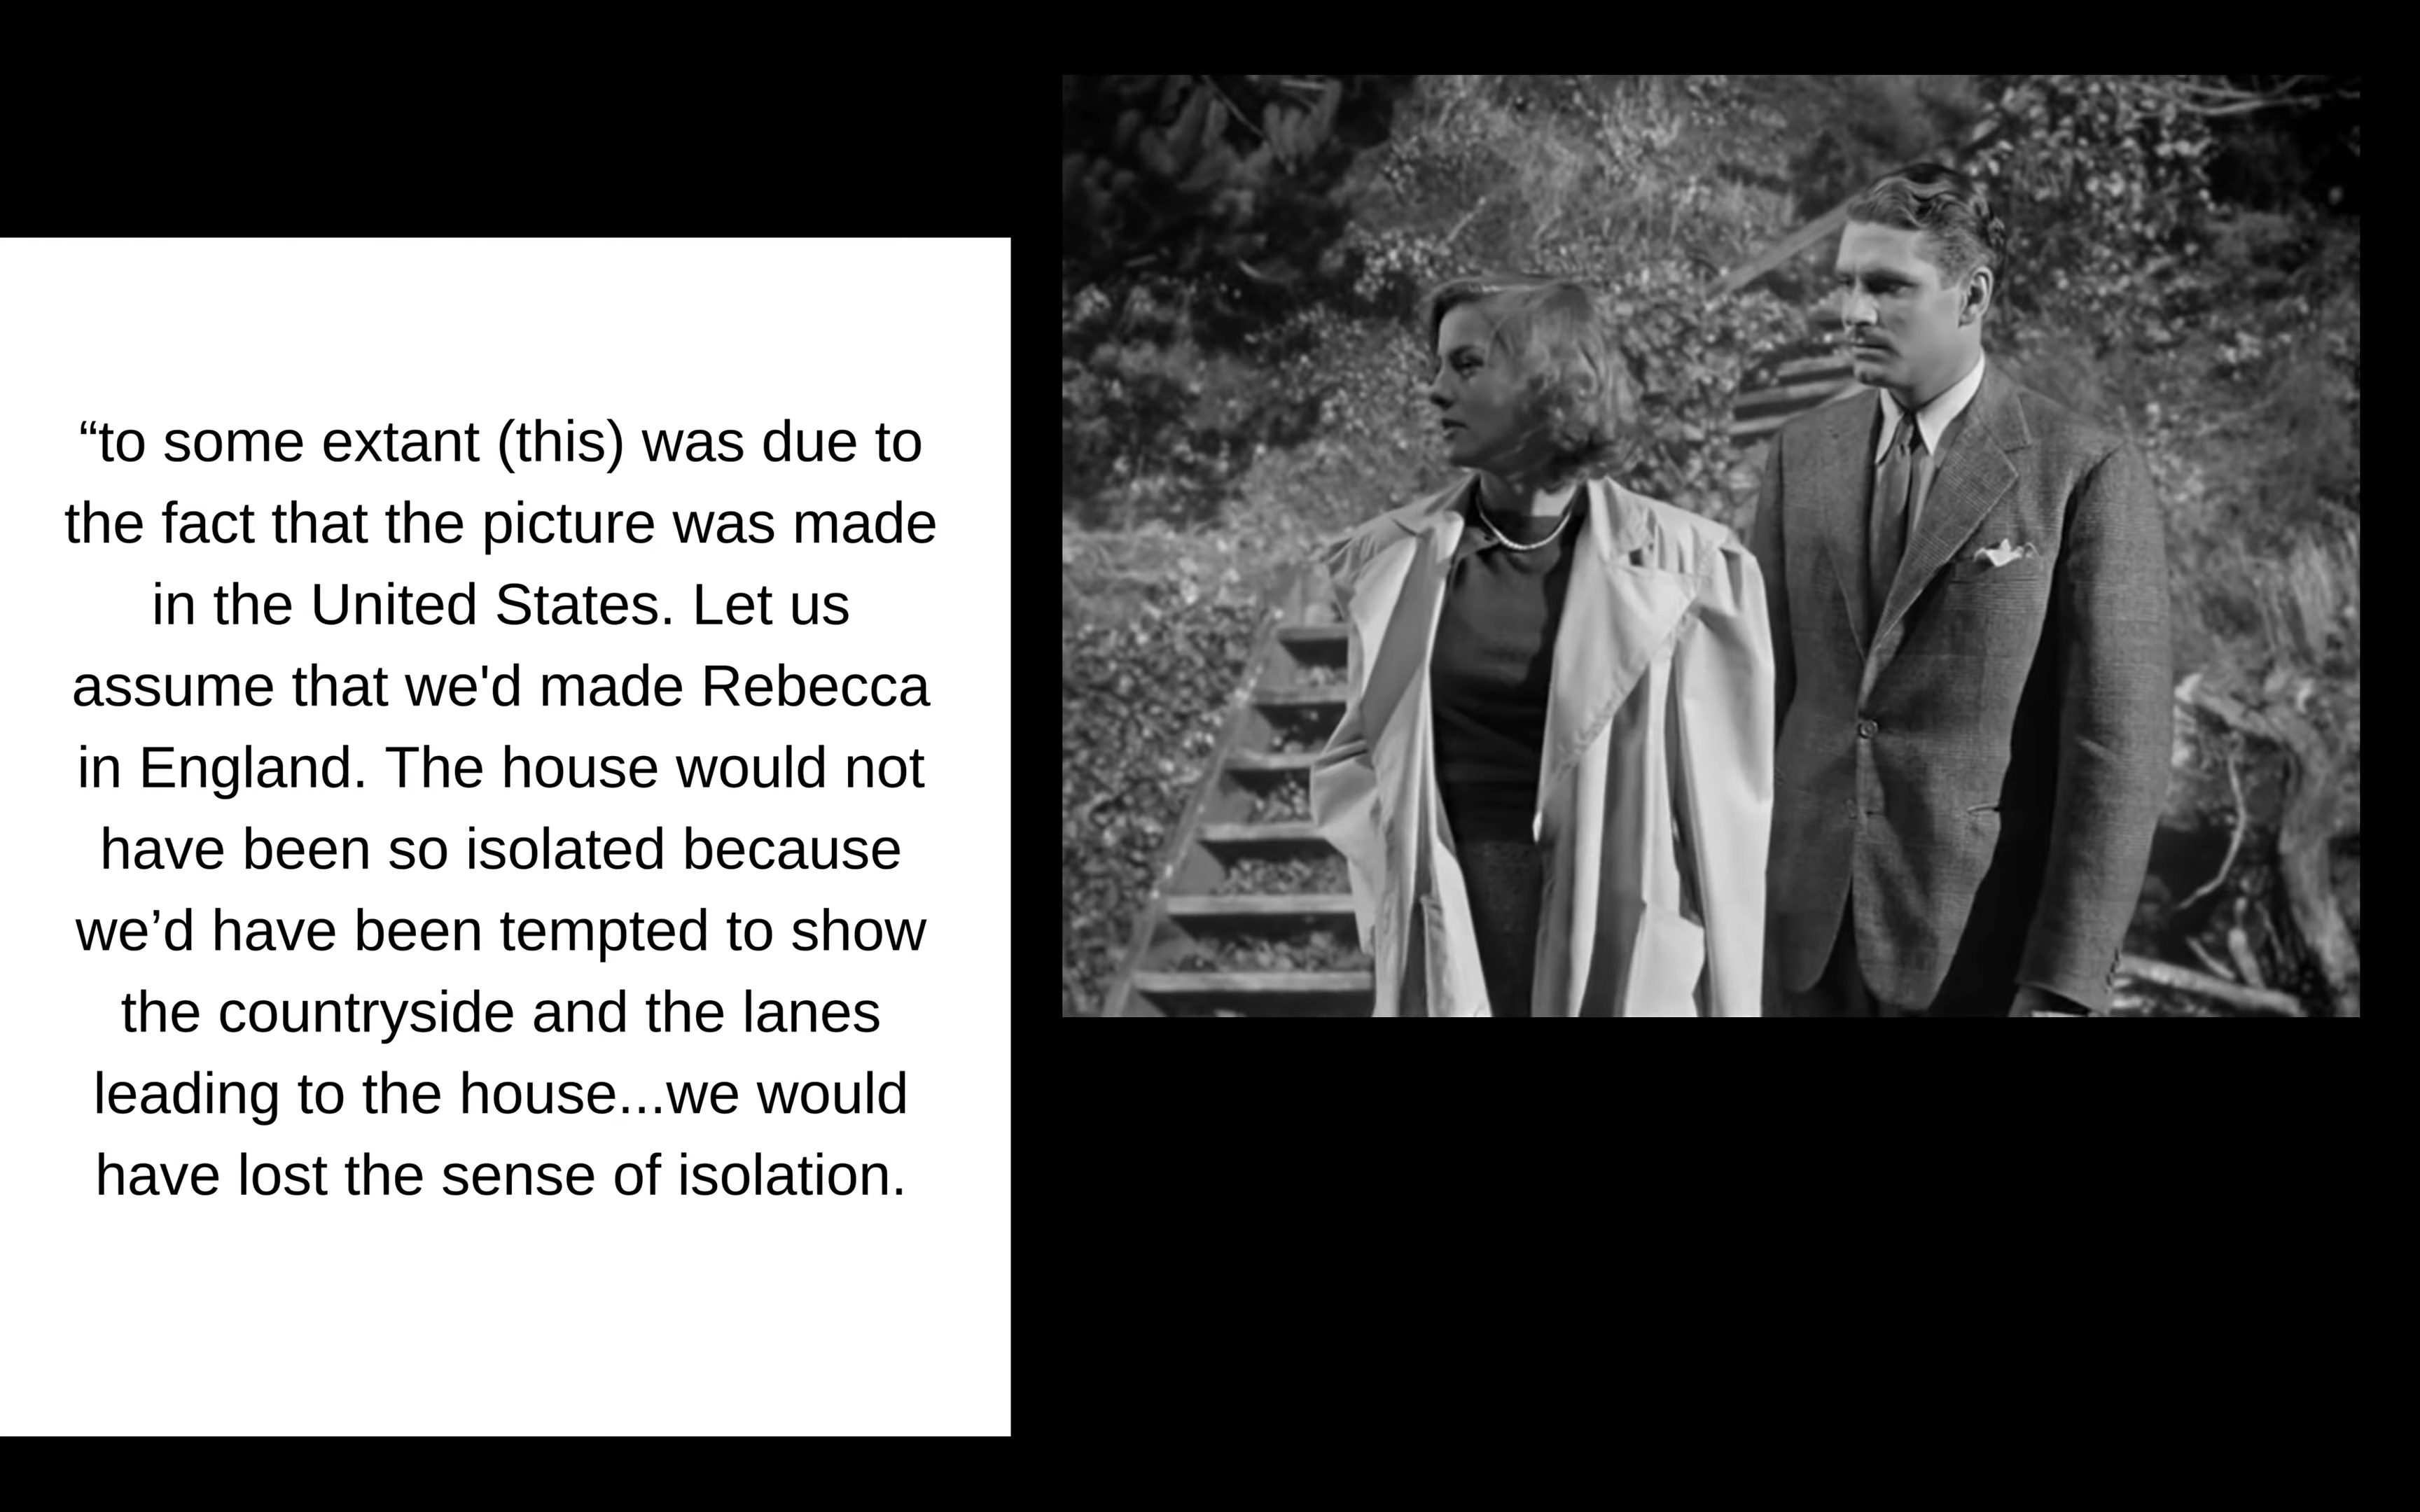 “to some extant (this) was due to
the fact that the picture was made
in the United States. Let us
assume that we'd made Rebecca
in England. The house would not
have been so isolated because
we’d have been tempted to show
the countryside and the lanes
leading to the house...we would
have lost the sense of isolation.